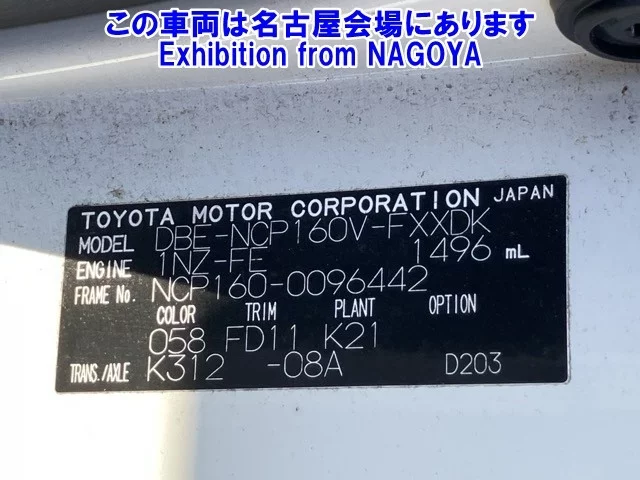 この車両は名古屋会場にあります
Exhibition from NAGOYA
TOYOTA MOTOR CORPORATION JAPAN
MODEL DBE-NCP160V-FXXDK
ENGINE 1NZ-FE 1496 mL
FRAME No. NCP160-0096442
COLOR TRIM PLANT OPTION
058 FD11 K21
TRANS./AXLE K312 -08A D203